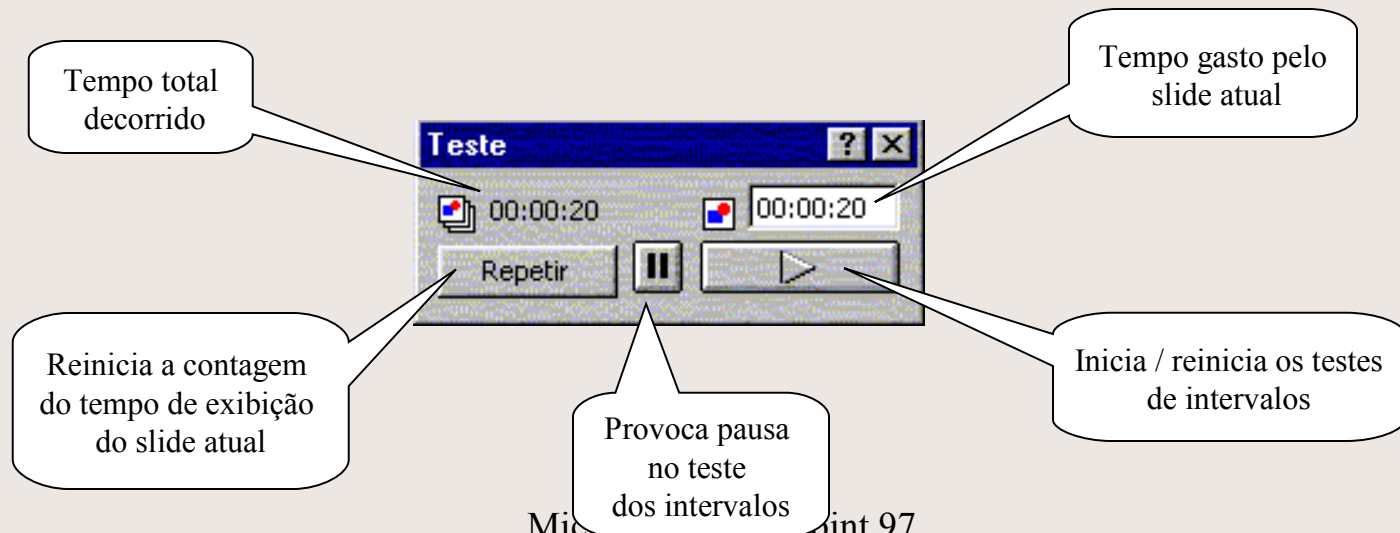 Tempo total
decorrido
Tempo gasto pelo
slide atual
Teste
00:00:20
00:00:20
Repetir
Reinicia a contagem
do tempo de exibição
do slide atual
Provoca pausa
no teste
dos intervalos
Inicia / reinicia os testes
de intervalos
97